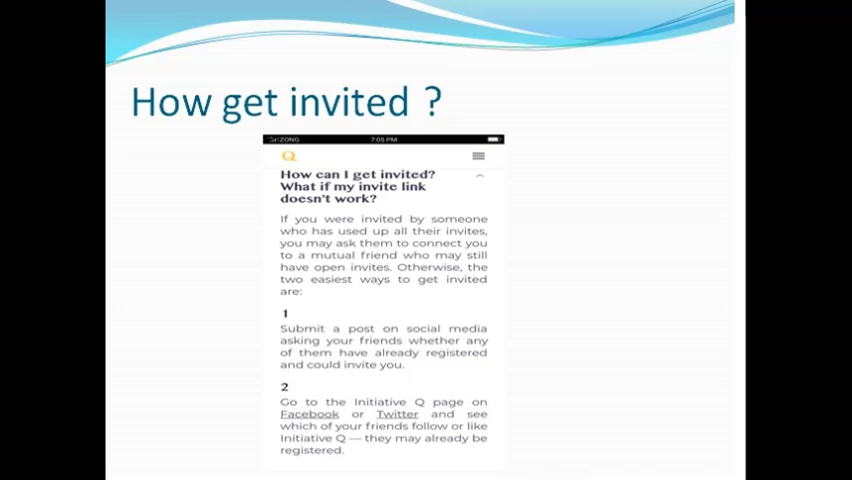 How get invited ?
ZONG 7:05 PM
Q
How can I get invited?
What if my invite link
doesn't work?
If you were invited by someone
who has used up all their invites,
you may ask them to connect you
to a mutual friend who may still
have open invites. Otherwise, the
two easiest ways to get invited
are:
1
Submit a post on social media
asking your friends whether any
of them have already registered
and could invite you.
2
Go to the Initiative Q page on
Facebook or Twitter and see
which of your friends follow or like
Initiative Q — they may already be
registered.